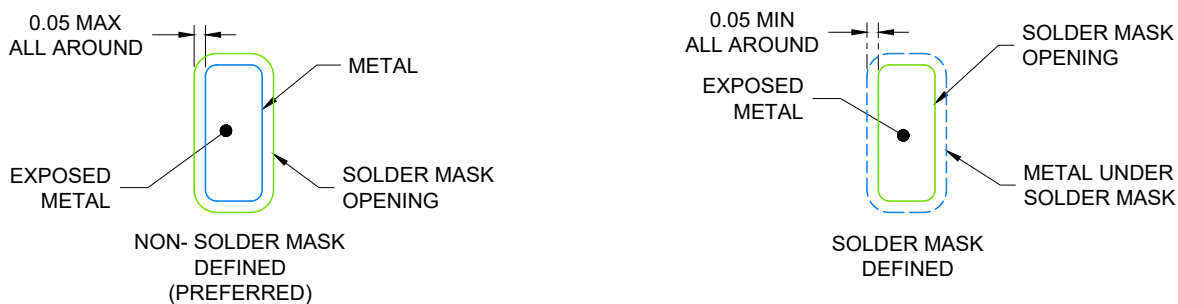 0.05 MAX
ALL AROUND
METAL
EXPOSED
METAL
SOLDER MASK
OPENING
NON- SOLDER MASK
DEFINED
(PREFERRED)
0.05 MIN
ALL AROUND
SOLDER MASK
OPENING
EXPOSED
METAL
METAL UNDER
SOLDER MASK
SOLDER MASK
DEFINED